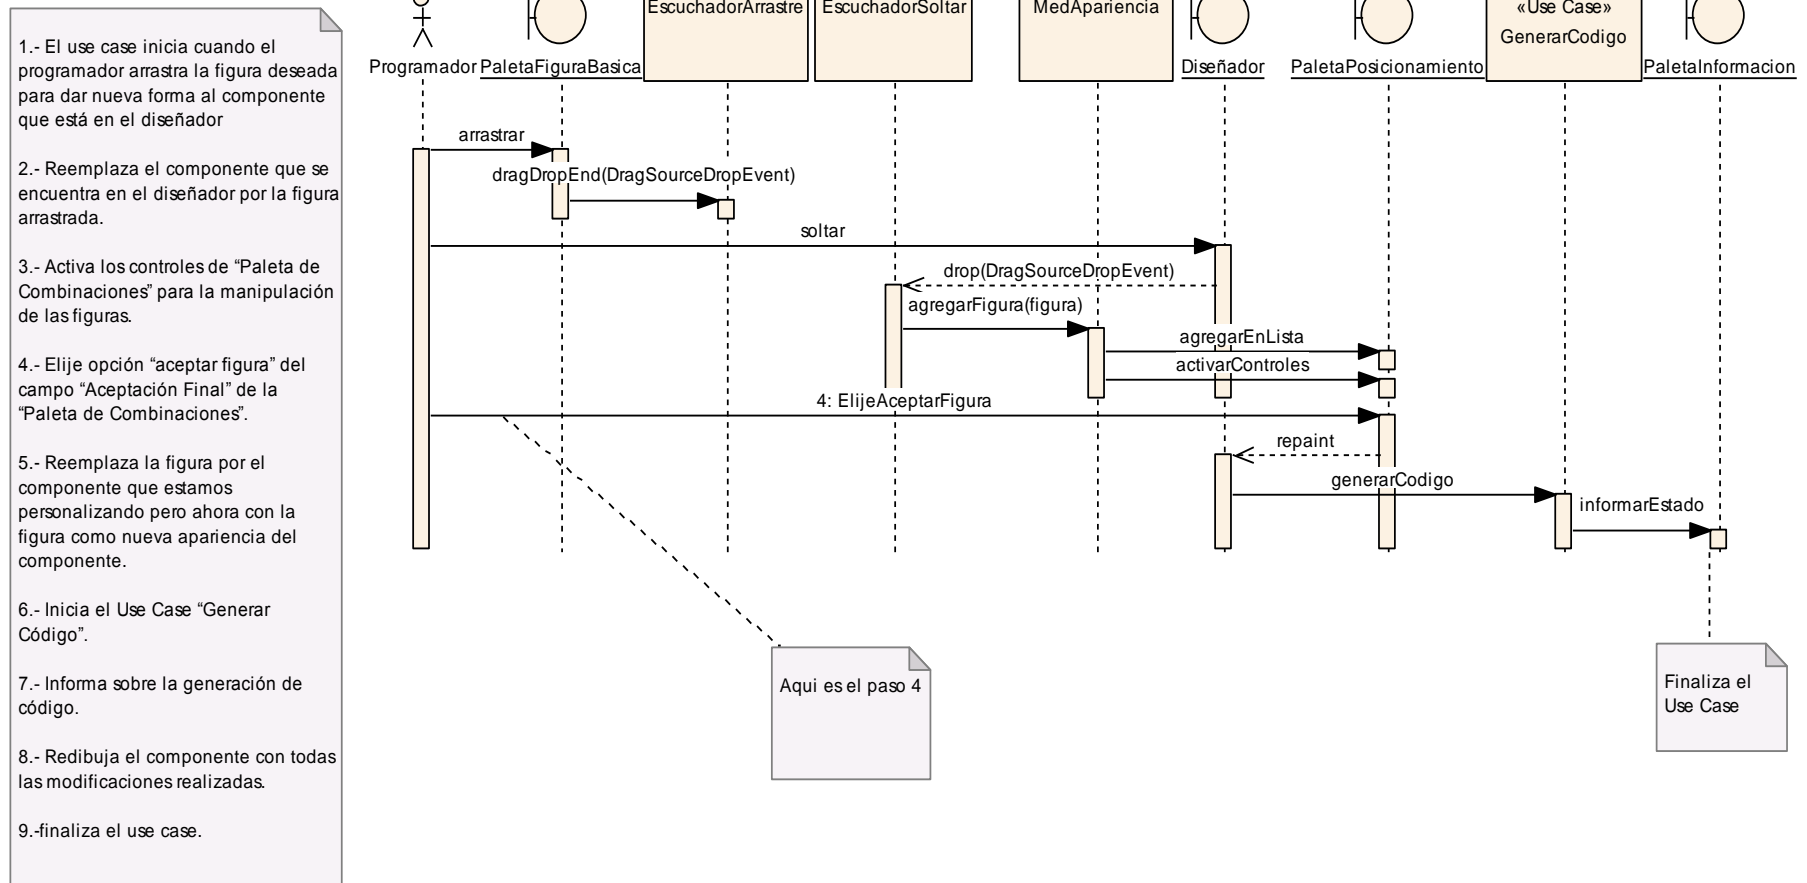 1.- El use case inicia cuando el
programador arrastra la figura deseada
para dar nueva forma al componente
que está en el diseñador
2.- Reemplaza el componente que se
encuentra en el diseñador por la figura
arrastrada.
3.- Activa los controles de “Paleta de
Combinaciones” para la manipulación
de las figuras.
4.- Elije opción “aceptar figura” del
campo “Aceptación Final” de la
“Paleta de Combinaciones”.
5.- Reemplaza la figura por el
componente que estamos
personalizando pero ahora con la
figura como nueva apariencia del
componente.
6.- Inicia el Use Case “Generar
Código”.
7.- Informa sobre la generación de
código.
8.- Redibuja el componente con todas
las modificaciones realizadas.
9.-finaliza el use case.
Programador
PaletaFiguraBasica
EscuchadorArrastre
EscuchadorSoltar
MedApariencia
Diseñador
PaletaPosicionamiento
«Use Case»
GenerarCodigo
PaletaInformacion
arrastrar
dragDropEnd(DragSourceDropEvent)
soltar
drop(DragSourceDropEvent)
agregarFigura(figura)
agregarEnLista
activarControles
4: ElijeAceptarFigura
repaint
generarCodigo
informarEstado
Aqui es el paso 4
Finaliza el
Use Case